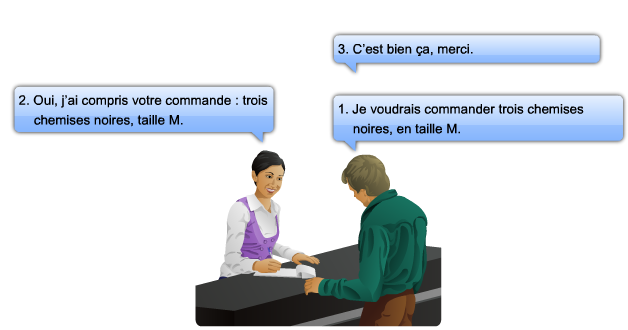 3. C'est bien ça, merci.
2. Oui, j'ai compris votre commande : trois
chemises noires, taille M.
1. Je voudrais commander trois chemises
noires, en taille M.